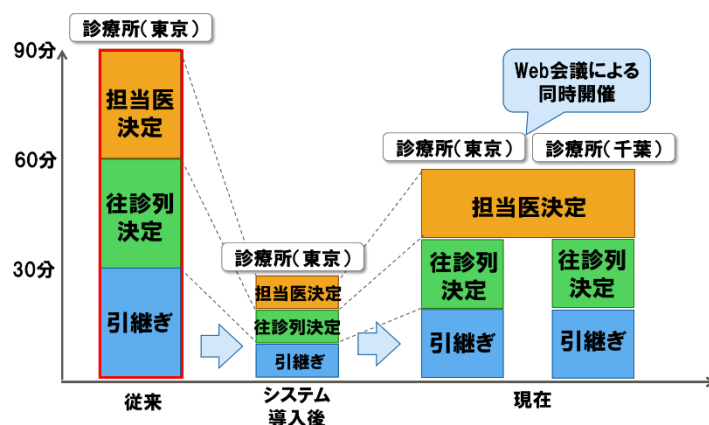 診療所(東京)
90分
60分
30分
担当医
決定
往診列
決定
引継ぎ
従来
診療所(東京)
担当医決定
往診列決定
引継ぎ
システム
導入後
Web会議による
同時開催
診療所(東京)
診療所(千葉)
担当医決定
往診列
決定
往診列
決定
引継ぎ
引継ぎ
現在